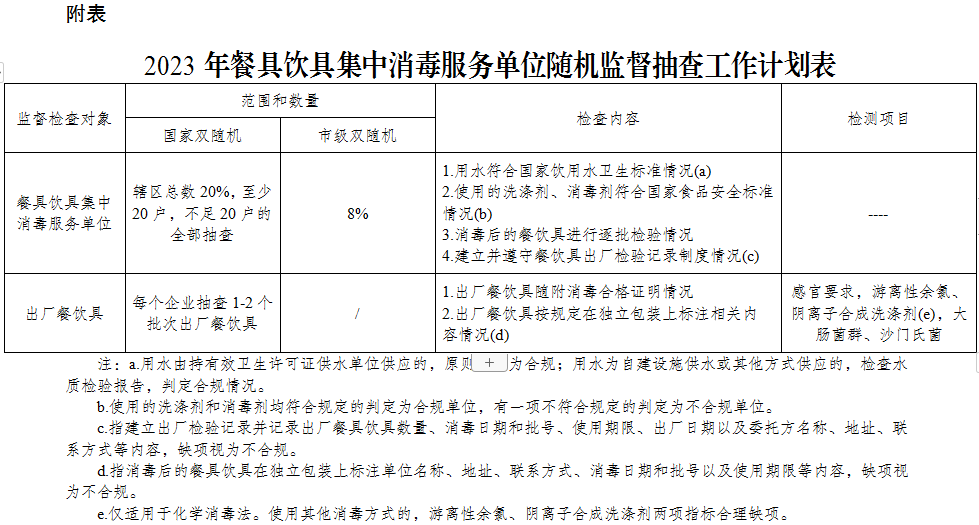 附表
2023 年餐具饮具集中消毒服务单位随机监督抽查工作计划表
监督检查对象
范围和数量
检查内容
检测项目
国家双随机
市级双随机
餐具饮具集中
消毒服务单位
辖区总数20%，至少
20 户，不足 20 户的
全部抽查
8%
1.用水符合国家饮用水卫生标准情况(a)
2.使用的洗涤剂、消毒剂符合国家食品安全标准
情况(b)
3.消毒后的餐饮具进行逐批检验情况
4.建立并遵守餐饮具出厂检验记录制度情况(c)
----
出厂餐饮具
每个企业抽查 1-2 个
批次出厂餐饮具
/
1.出厂餐饮具随附消毒合格证明情况
2.出厂餐饮具按规定在独立包装上标注相关内
容情况(d)
感官要求，游离性余氯、
阴离子合成洗涤剂(e)，大
肠菌群、沙门氏菌
注：a.用水由持有效卫生许可证供水单位供应的，原则 + 为合规；用水为自建设施供水或其他方式供应的，检查水
质检验报告，判定合规情况。
b.使用的洗涤剂和消毒剂均符合规定的判定为合规单位，有一项不符合规定的判定为不合规单位。
c.指建立出厂检验记录并记录出厂餐具饮具数量、消毒日期和批号、使用期限、出厂日期以及委托方名称、地址、联
系方式等内容，缺项视为不合规。
d.指消毒后的餐具饮具在独立包装上标注单位名称、地址、联系方式、消毒日期和批号以及使用期限等内容，缺项视
为不合规。
e.仅适用于化学消毒法。使用其他消毒方式的，游离性余氯、阴离子合成洗涤剂两项指标合理缺项。